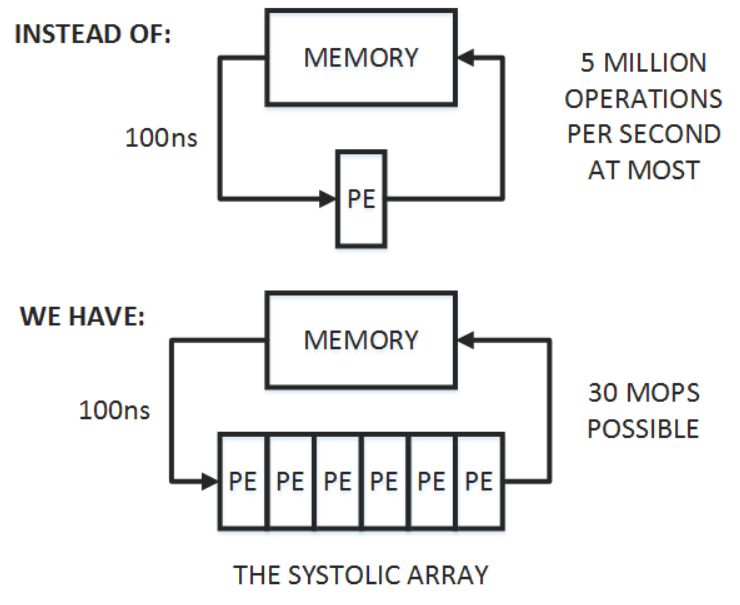 INSTEAD OF:
MEMORY
100ns
PE
5 MILLION
OPERATIONS
PER SECOND
AT MOST
WE HAVE:
MEMORY
100ns
PE PE PE PE PE PE
30 MOPS
POSSIBLE
THE SYSTOLIC ARRAY